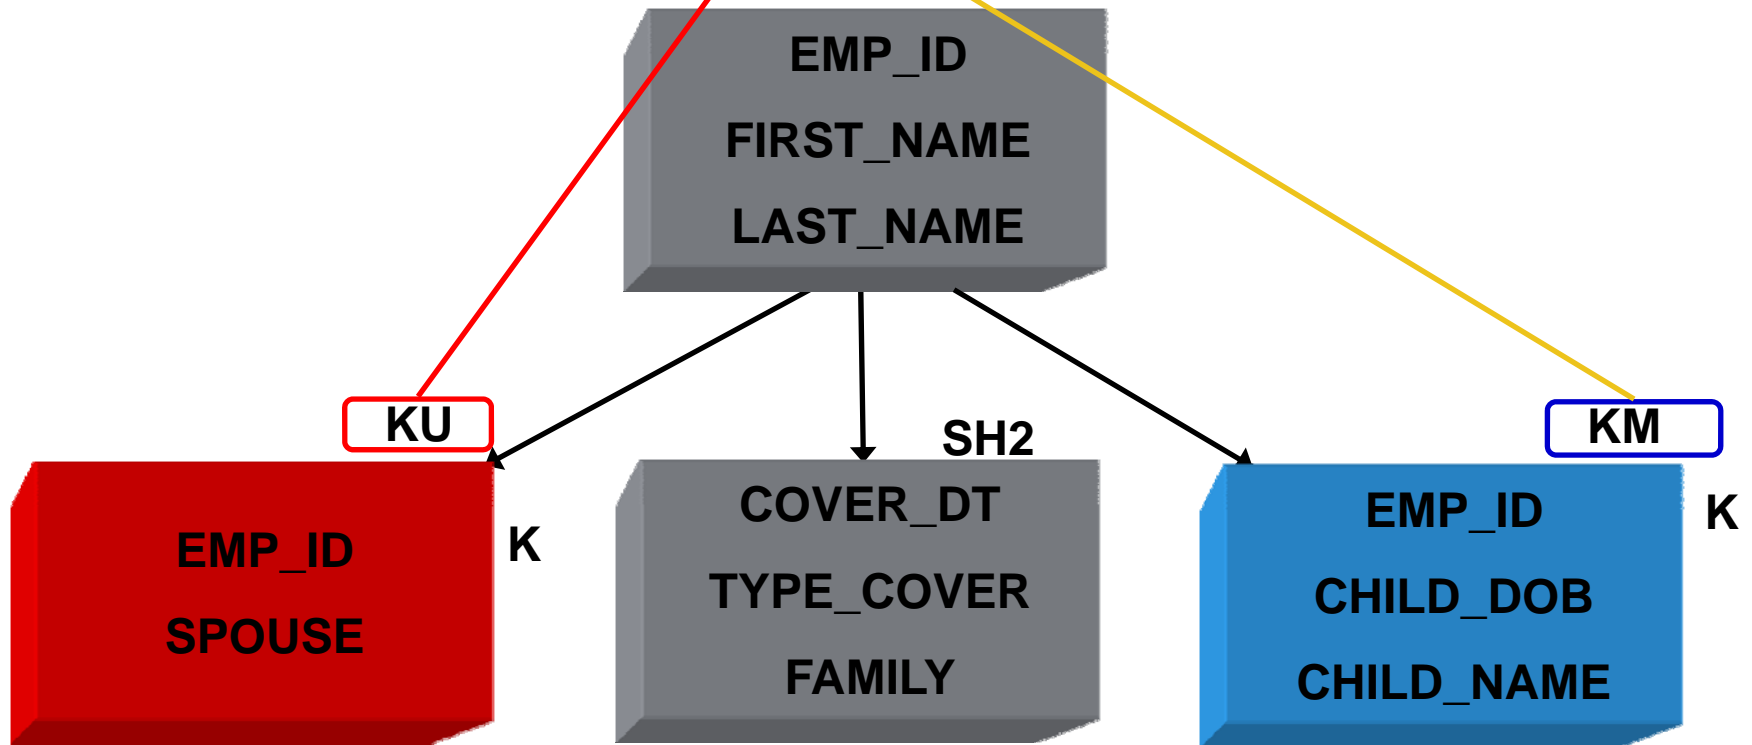 EMP_ID
FIRST_NAME
LAST_NAME
KU
SH2
KM
EMP_ID
SPOUSE
K
COVER_DT
TYPE_COVER
FAMILY
EMP_ID
CHILD_DOB
CHILD_NAME
K